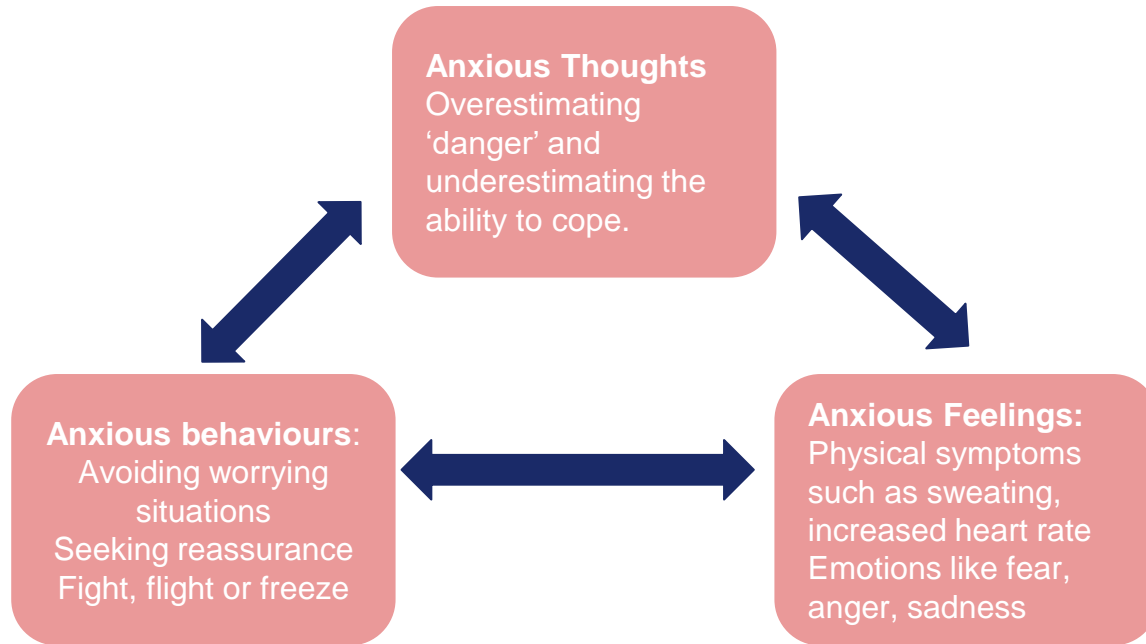 Anxious Thoughts
Overestimating
‘danger’ and
underestimating the
ability to cope.
Anxious behaviours:
Avoiding worrying
situations
Seeking reassurance
Fight, flight or freeze
Anxious Feelings:
Physical symptoms
such as sweating,
increased heart rate
Emotions like fear,
anger, sadness